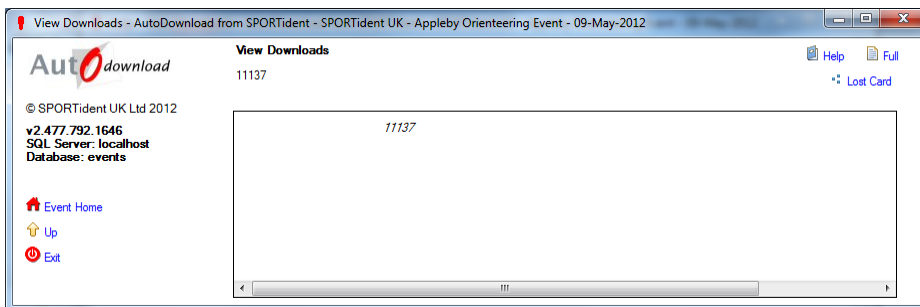 View Downloads - AutoDownload from SPORTident - SPORTident UK - Appleby Orienteering Event - 09-May-2012
Autodownload
View Downloads
11137
Help
Full
Lost Card
© SPORTident UK Ltd 2012
v2.477.792.1646
SQL Server: localhost
Database: events
11137
Event Home
Up
Exit